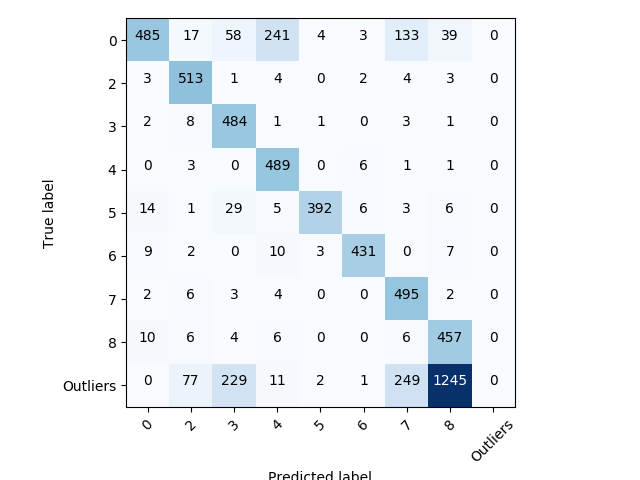 0 485 17 58 241 4 3 133 39 0
2 3 513 1 4 0 2 4 3 0
3 2 8 484 1 1 0 3 1 0
4 0 3 0 489 0 6 1 1 0
5 14 1 29 5 392 6 3 6 0
6 9 2 0 10 3 431 0 7 0
7 2 6 3 4 0 0 495 2 0
8 10 6 4 6 0 0 6 457 0
Outliers 0 77 229 11 2 1 249 1245 0
0 2 3 4 5 6 7 8 Outliers
True label
Predicted label